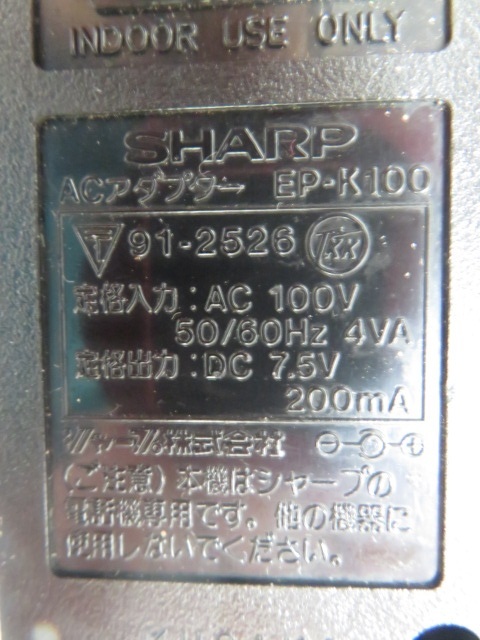 INDOOR USE ONLY
SHARP
ACアダプター EP-K100
T 91-2526 TKK
定格入力:AC 100V
50/60Hz 4VA
定格出力:DC 7.5V
200mA
シャープ株式会社
(ご注意)本機はシャープの
電話機専用です。他の機器に
使用しないでください。